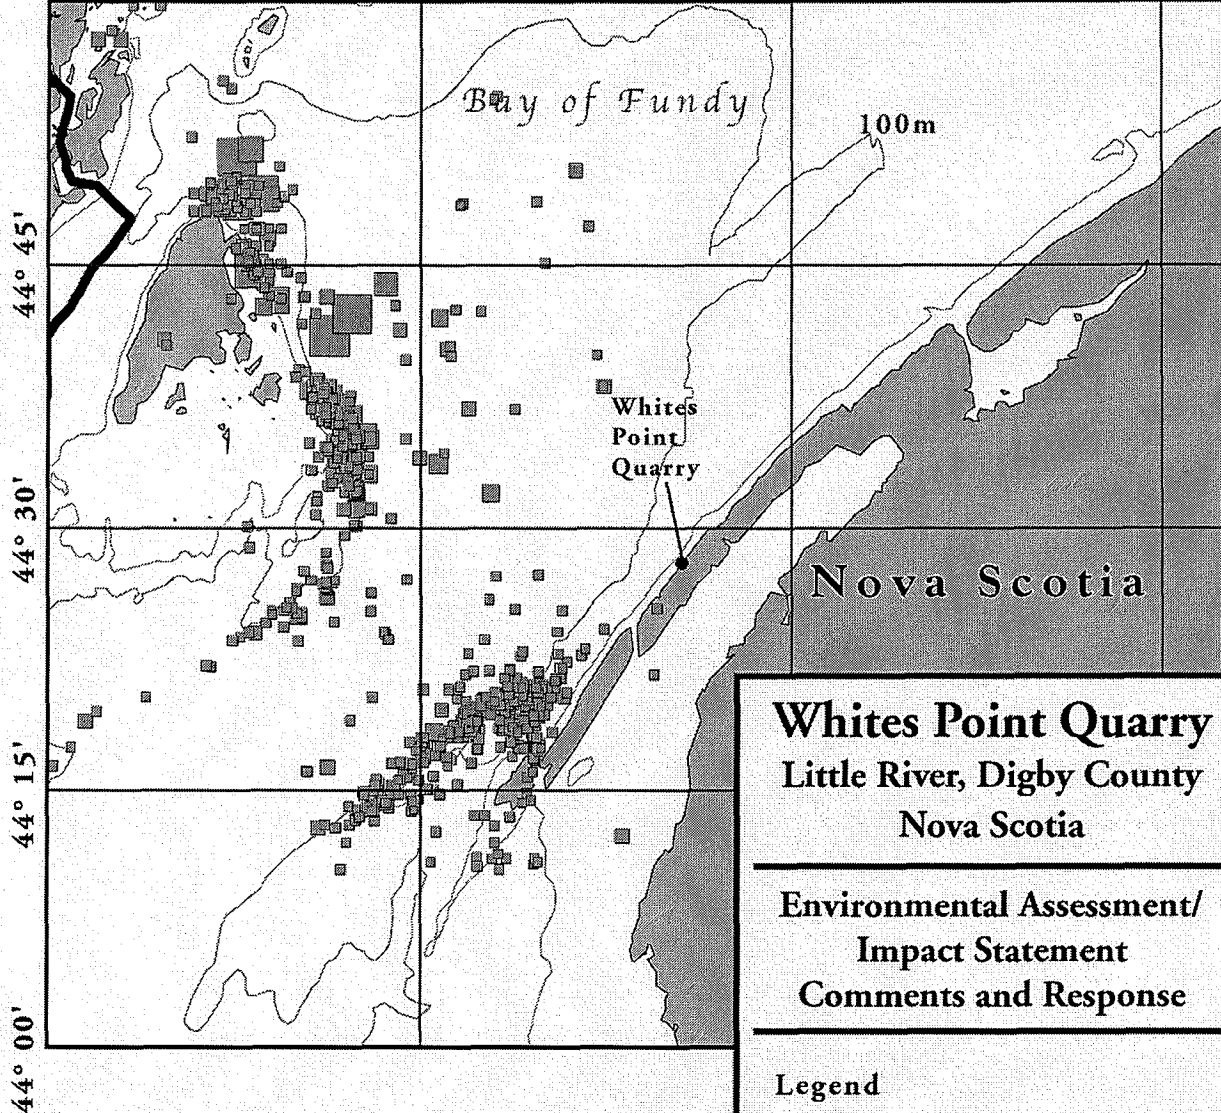 Bay of Fundy
100m
44° 45'
Whites
Point
Quarry
44° 30'
Nova Scotia
44° 15'
44° 00'
Whites Point Quarry
Little River, Digby County
Nova Scotia
Environmental Assessment/
Impact Statement
Comments and Response
Legend